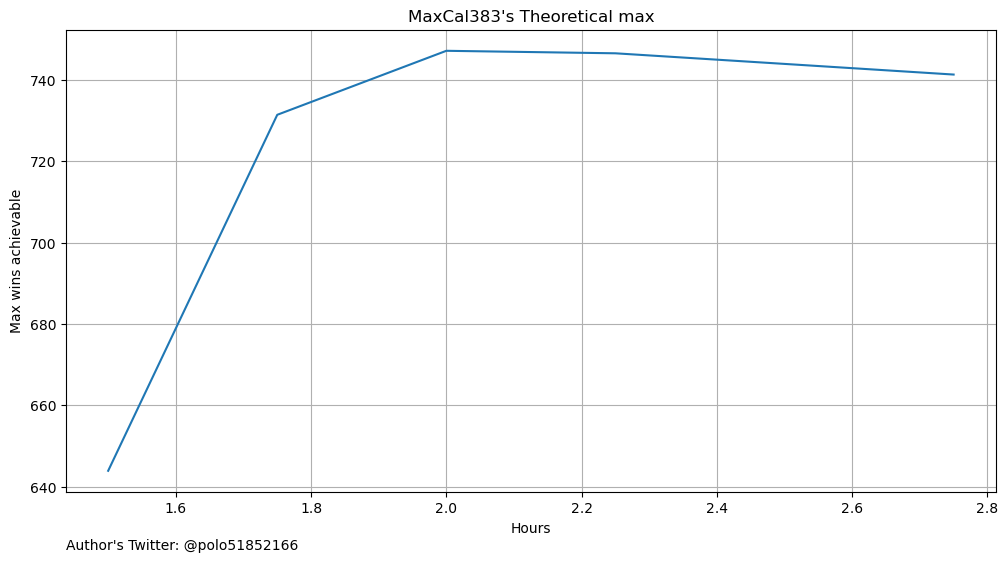 MaxCal383's Theoretical max
Max wins achievable
740
720
700
680
660
640
1.6 1.8 2.0 2.2 2.4 2.6 2.8
Hours
Author's Twitter: @polo51852166